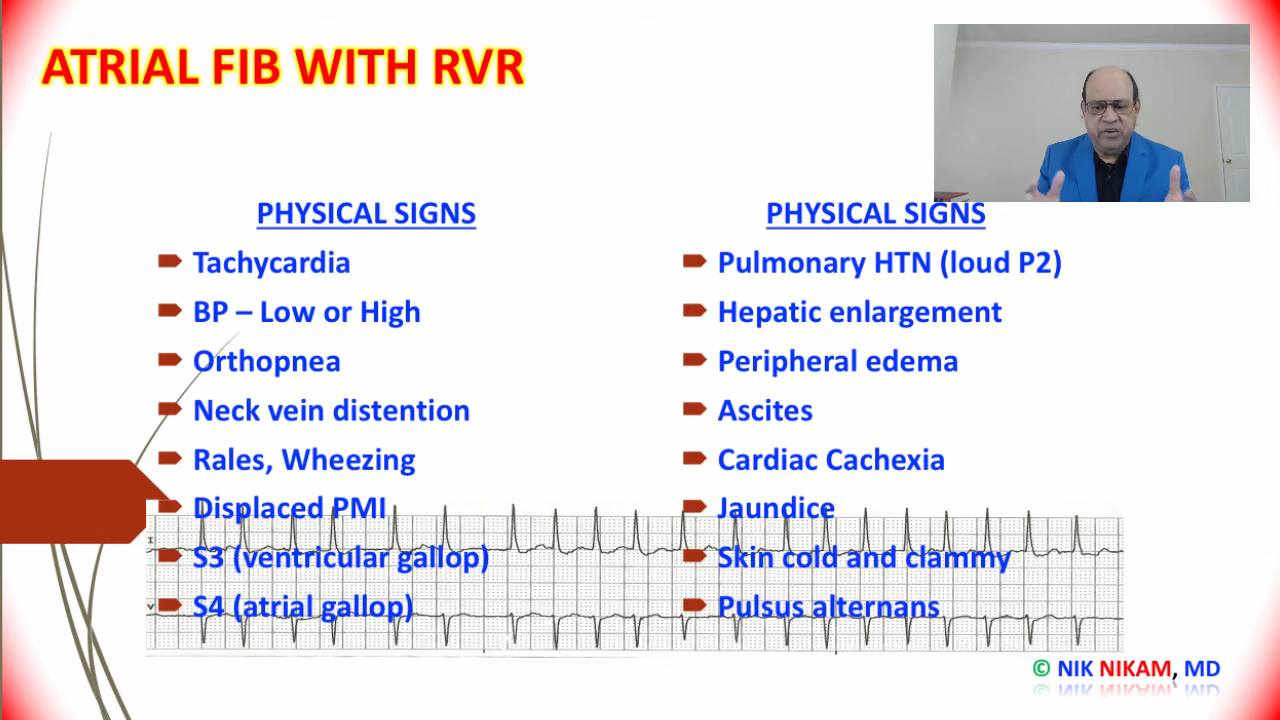 ATRIAL FIB WITH RVR
PHYSICAL SIGNS
Tachycardia
BP – Low or High
Orthopnea
Neck vein distention
Rales, Wheezing
Displaced PMI
S3 (ventricular gallop)
S4 (atrial gallop)
PHYSICAL SIGNS
Pulmonary HTN (loud P2)
Hepatic enlargement
Peripheral edema
Ascites
Cardiac Cachexia
Jaundice
Skin cold and clammy
Pulsus alternans
I
V
© NIK NIKAM, MD